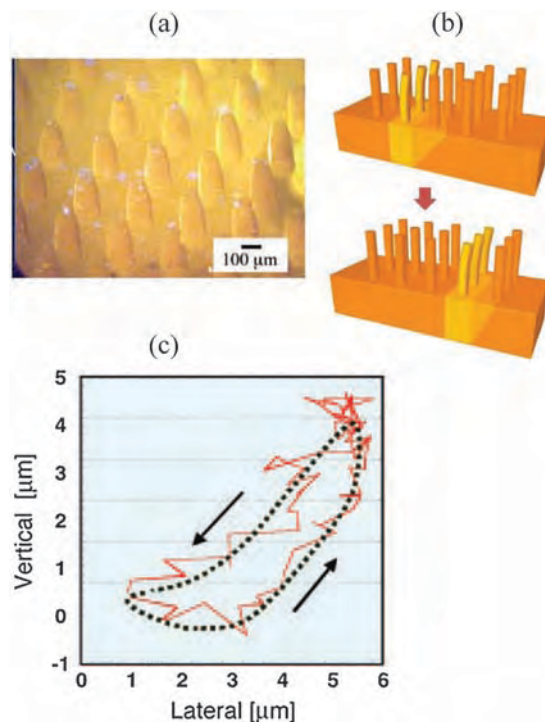 (a)
(b)
100 μm
(c)
5
4
3
2
1
0
-1
Vertical [μm]
0 1 2 3 4 5 6
Lateral [μm]